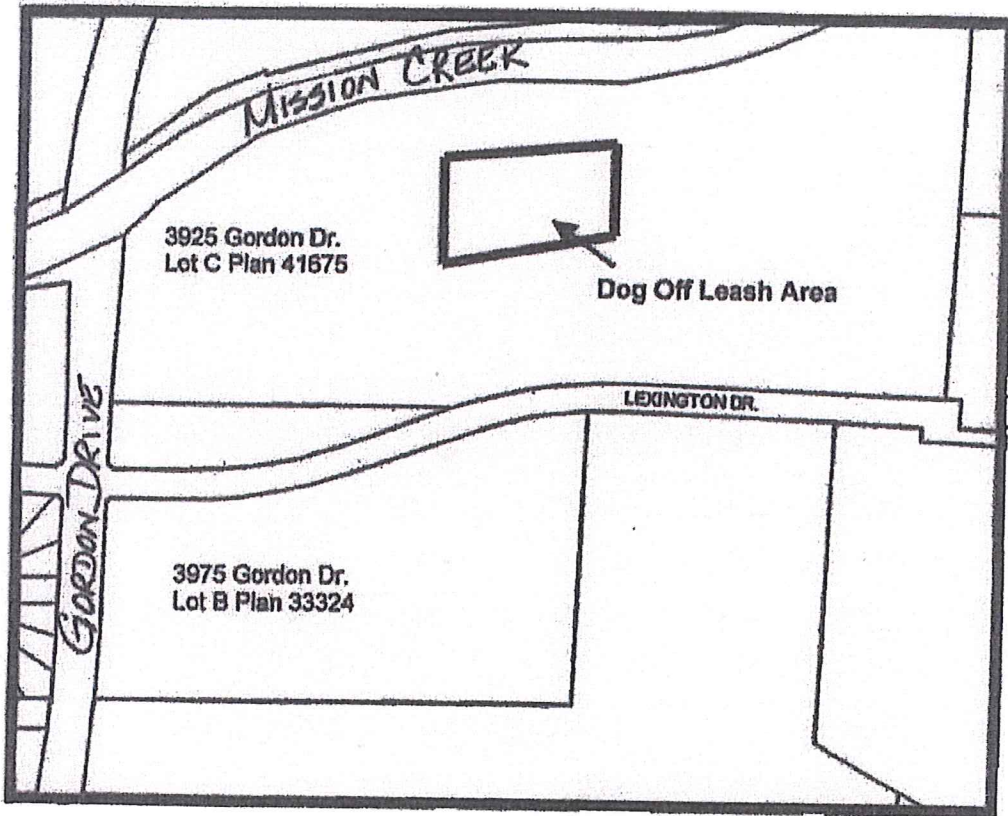 MISSION CREEK
3925 Gordon Dr.
Lot C Plan 41675
Dog Off Leash Area
LEXINGTON DR.
GORDON DRIVE
3975 Gordon Dr.
Lot B Plan 33324